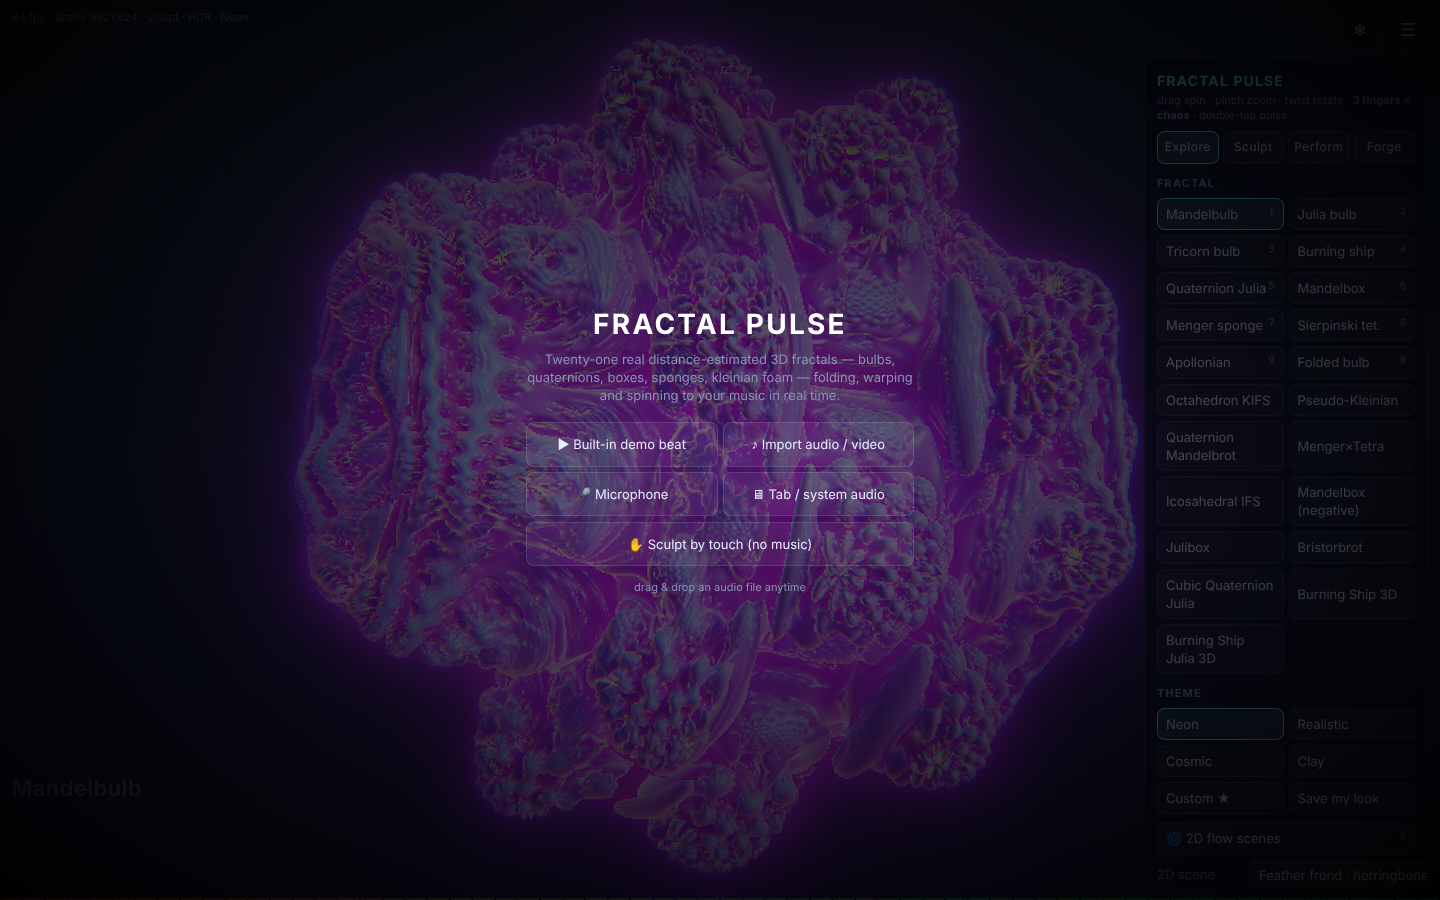 64 fps · scene 892×624 · sculpt · HDR · Neon
FRACTAL PULSE
drag spin · pinch zoom · twist rotate · 3 fingers =
chaos · double-tap pulse
Explore
Sculpt
Perform
Forge
FRACTAL
Mandelbulb 1
Julia bulb 2
Tricorn bulb 3
Burning ship 4
Quaternion Julia 5
Mandelbox 6
Menger sponge 7
Sierpinski tet. 8
Apollonian 9
Folded bulb 0
Octahedron KIFS
Pseudo-Kleinian
Quaternion
Mandelbrot
Menger×Tetra
Icosahedral IFS
Mandelbox
(negative)
Julibox
Bristorbrot
Cubic Quaternion
Julia
Burning Ship 3D
Burning Ship
Julia 3D
THEME
Neon
Realistic
Cosmic
Clay
Custom ★
Save my look
🌀 2D flow scenes G
2D scene
Feather frond · herringbone
FRACTAL PULSE
Twenty-one real distance-estimated 3D fractals — bulbs,
quaternions, boxes, sponges, kleinian foam — folding, warping
and spinning to your music in real time.
▶ Built-in demo beat
♪ Import audio / video
🎤 Microphone
🖥 Tab / system audio
✋ Sculpt by touch (no music)
drag & drop an audio file anytime
Mandelbulb